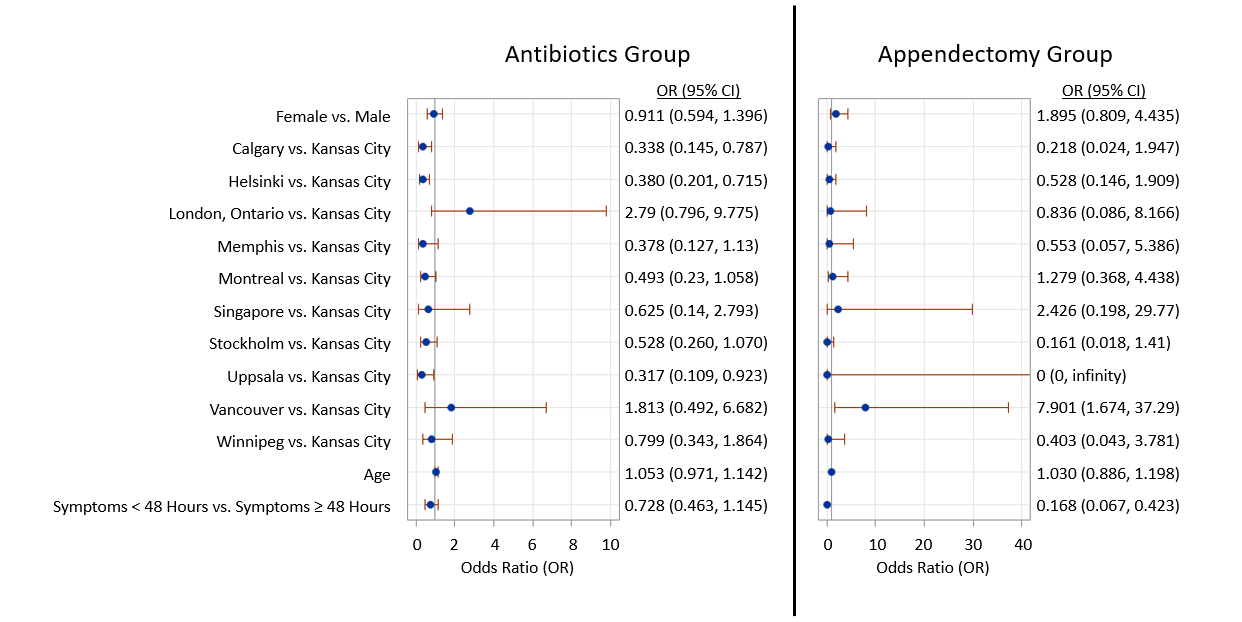 Antibiotics Group Appendectomy Group
OR (95% CI) OR (95% CI)
Female vs. Male 0.911 (0.594, 1.396) 1.895 (0.809, 4.435)
Calgary vs. Kansas City 0.338 (0.145, 0.787) 0.218 (0.024, 1.947)
Helsinki vs. Kansas City 0.380 (0.201, 0.715) 0.528 (0.146, 1.909)
London, Ontario vs. Kansas City 2.79 (0.796, 9.775) 0.836 (0.086, 8.166)
Memphis vs. Kansas City 0.378 (0.127, 1.13) 0.553 (0.057, 5.386)
Montreal vs. Kansas City 0.493 (0.23, 1.058) 1.279 (0.368, 4.438)
Singapore vs. Kansas City 0.625 (0.14, 2.793) 2.426 (0.198, 29.77)
Stockholm vs. Kansas City 0.528 (0.260, 1.070) 0.161 (0.018, 1.41)
Uppsala vs. Kansas City 0.317 (0.109, 0.923) 0 (0, infinity)
Vancouver vs. Kansas City 1.813 (0.492, 6.682) 7.901 (1.674, 37.29)
Winnipeg vs. Kansas City 0.799 (0.343, 1.864) 0.403 (0.043, 3.781)
Age 1.053 (0.971, 1.142) 1.030 (0.886, 1.198)
Symptoms < 48 Hours vs. Symptoms ≥ 48 Hours 0.728 (0.463, 1.145) 0.168 (0.067, 0.423)
0 2 4 6 8 10 0 10 20 30 40
Odds Ratio (OR) Odds Ratio (OR)